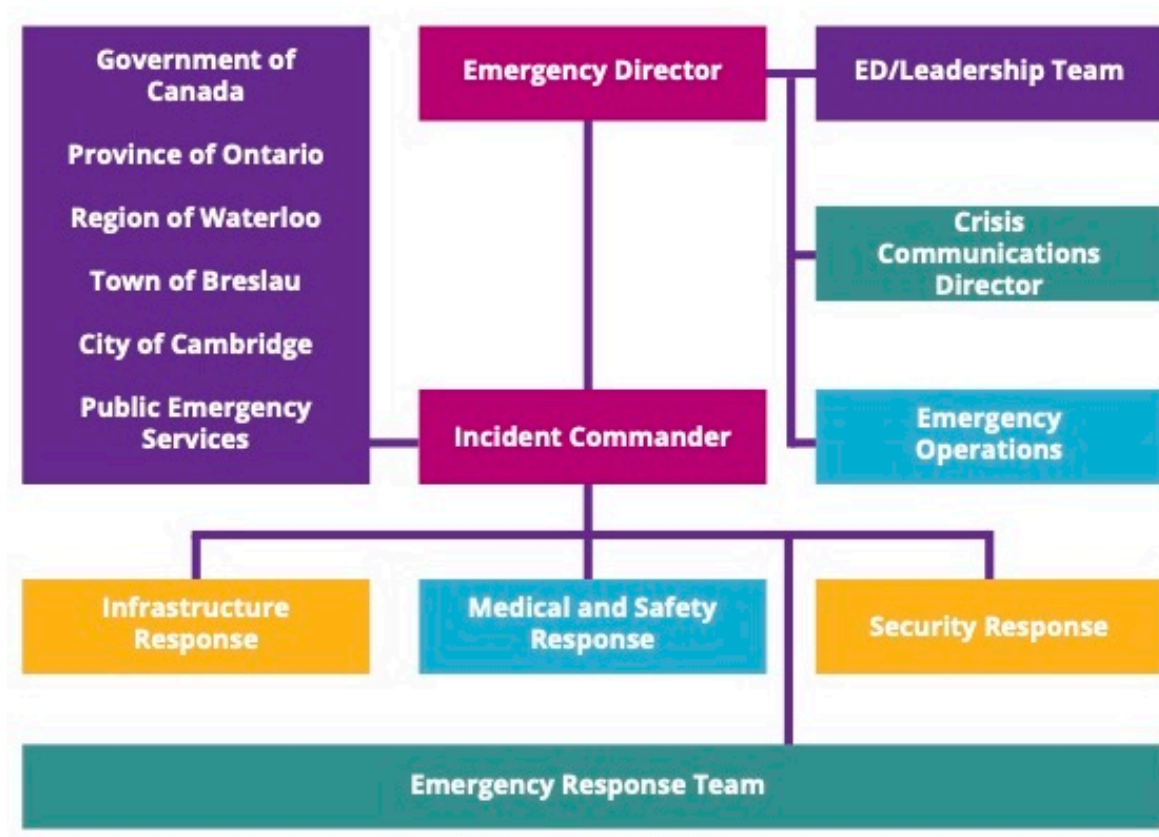 Government of
Canada
Province of Ontario
Region of Waterloo
Town of Breslau
City of Cambridge
Public Emergency
Services
Emergency Director
ED/Leadership Team
Crisis
Communications
Director
Incident Commander
Emergency
Operations
Infrastructure
Response
Medical and Safety
Response
Security Response
Emergency Response Team